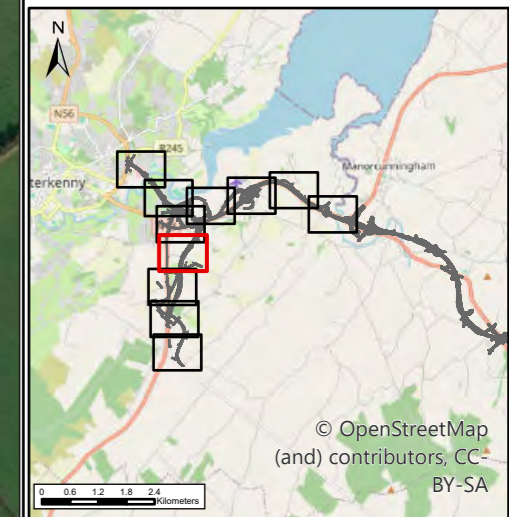 N
N56
R245
terkenny
Manorcunningham
© OpenStreetMap
(and) contributors, CC-
BY-SA
0 0.6 1.2 1.8 2.4
Kilometers